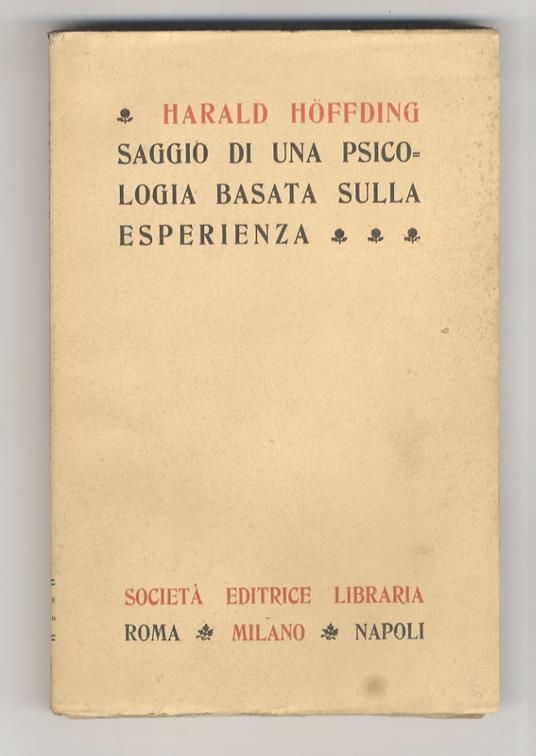 HARALD HÖFFDING
SAGGIO DI UNA PSICO=
LOGIA BASATA SULLA
ESPERIENZA
SOCIETÀ EDITRICE LIBRARIA
ROMA MILANO NAPOLI